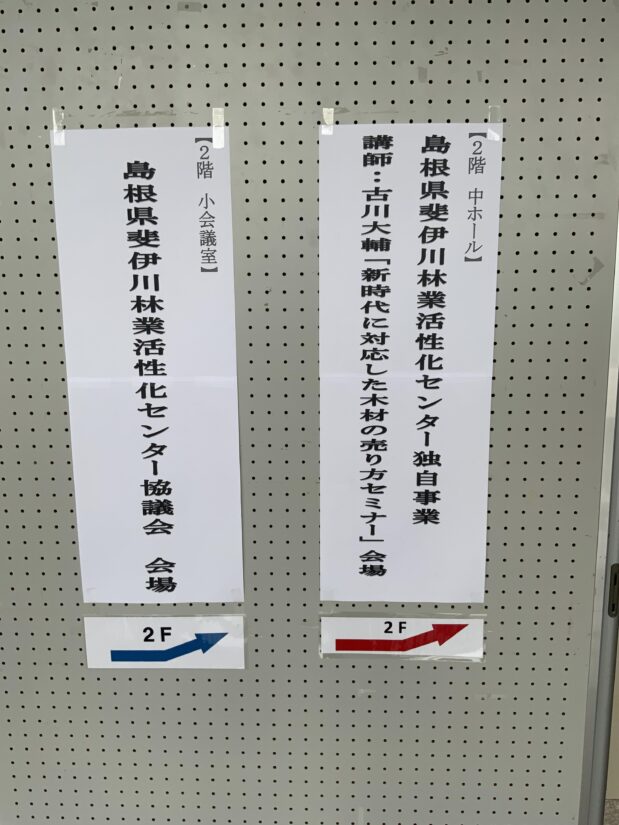 【2階　中ホール】
島根県斐伊川林業活性化センター独自事業
講師：古川大輔「新時代に対応した木材の売り方セミナー」会場
2F
【2階　小会議室】
島根県斐伊川林業活性化センター協議会　会場
2F